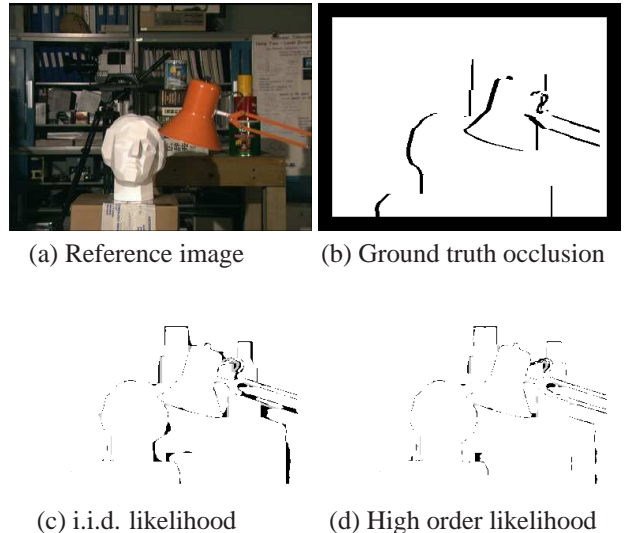 (a) Reference image
(b) Ground truth occlusion
(c) i.i.d. likelihood
(d) High order likelihood